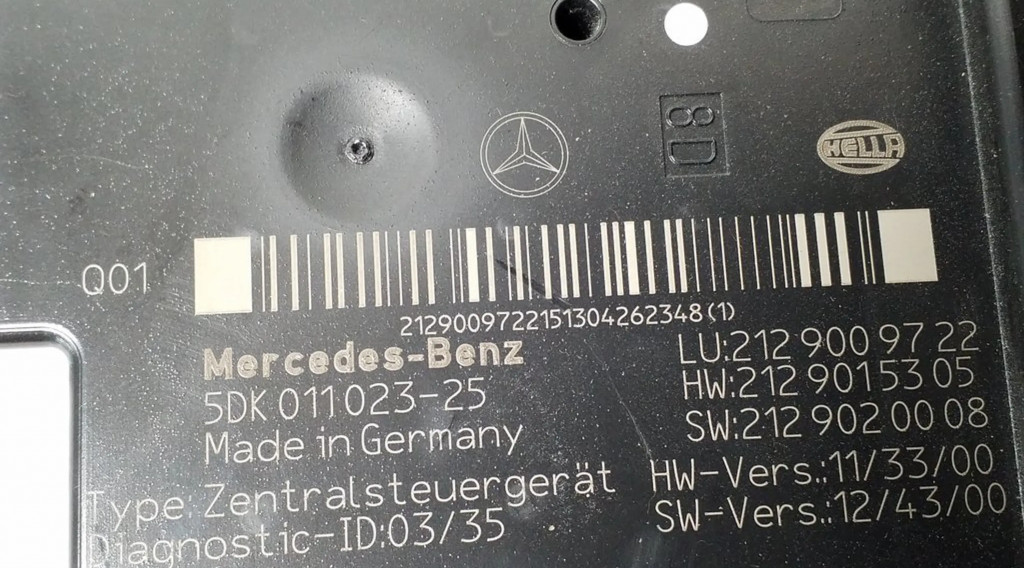 8D
HELLA
Q01
2129009722151304262348(1)
Mercedes-Benz
5DK 011 023-25
Made in Germany
Type: Zentralsteuergerät
Diagnostic-ID:03/35
LU:212 900 97 22
HW:212 901 53 05
SW:212 902 00 08
HW-Vers.:11/33/00
SW-Vers.:12/43/00